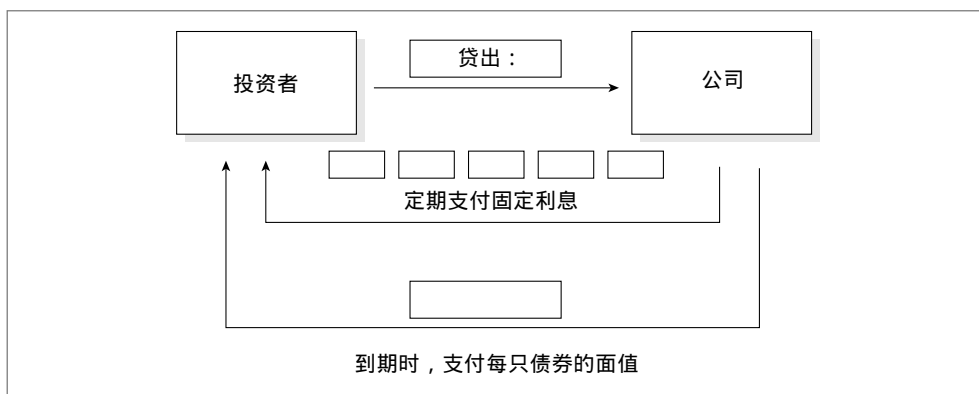 投资者
贷出：
公司
定期支付固定利息
到期时，支付每只债券的面值